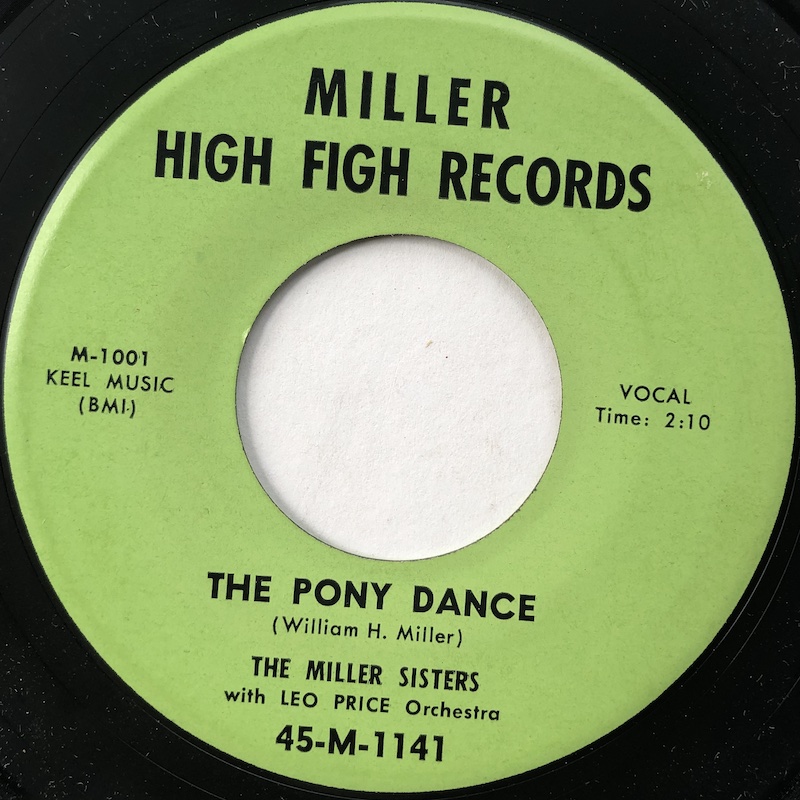 MILLER
HIGH FIGH RECORDS
M-1001
KEEL MUSIC
(BMI)
VOCAL
Time: 2:10
THE PONY DANCE
(William H. Miller)
THE MILLER SISTERS
with LEO PRICE Orchestra
45-M-1141